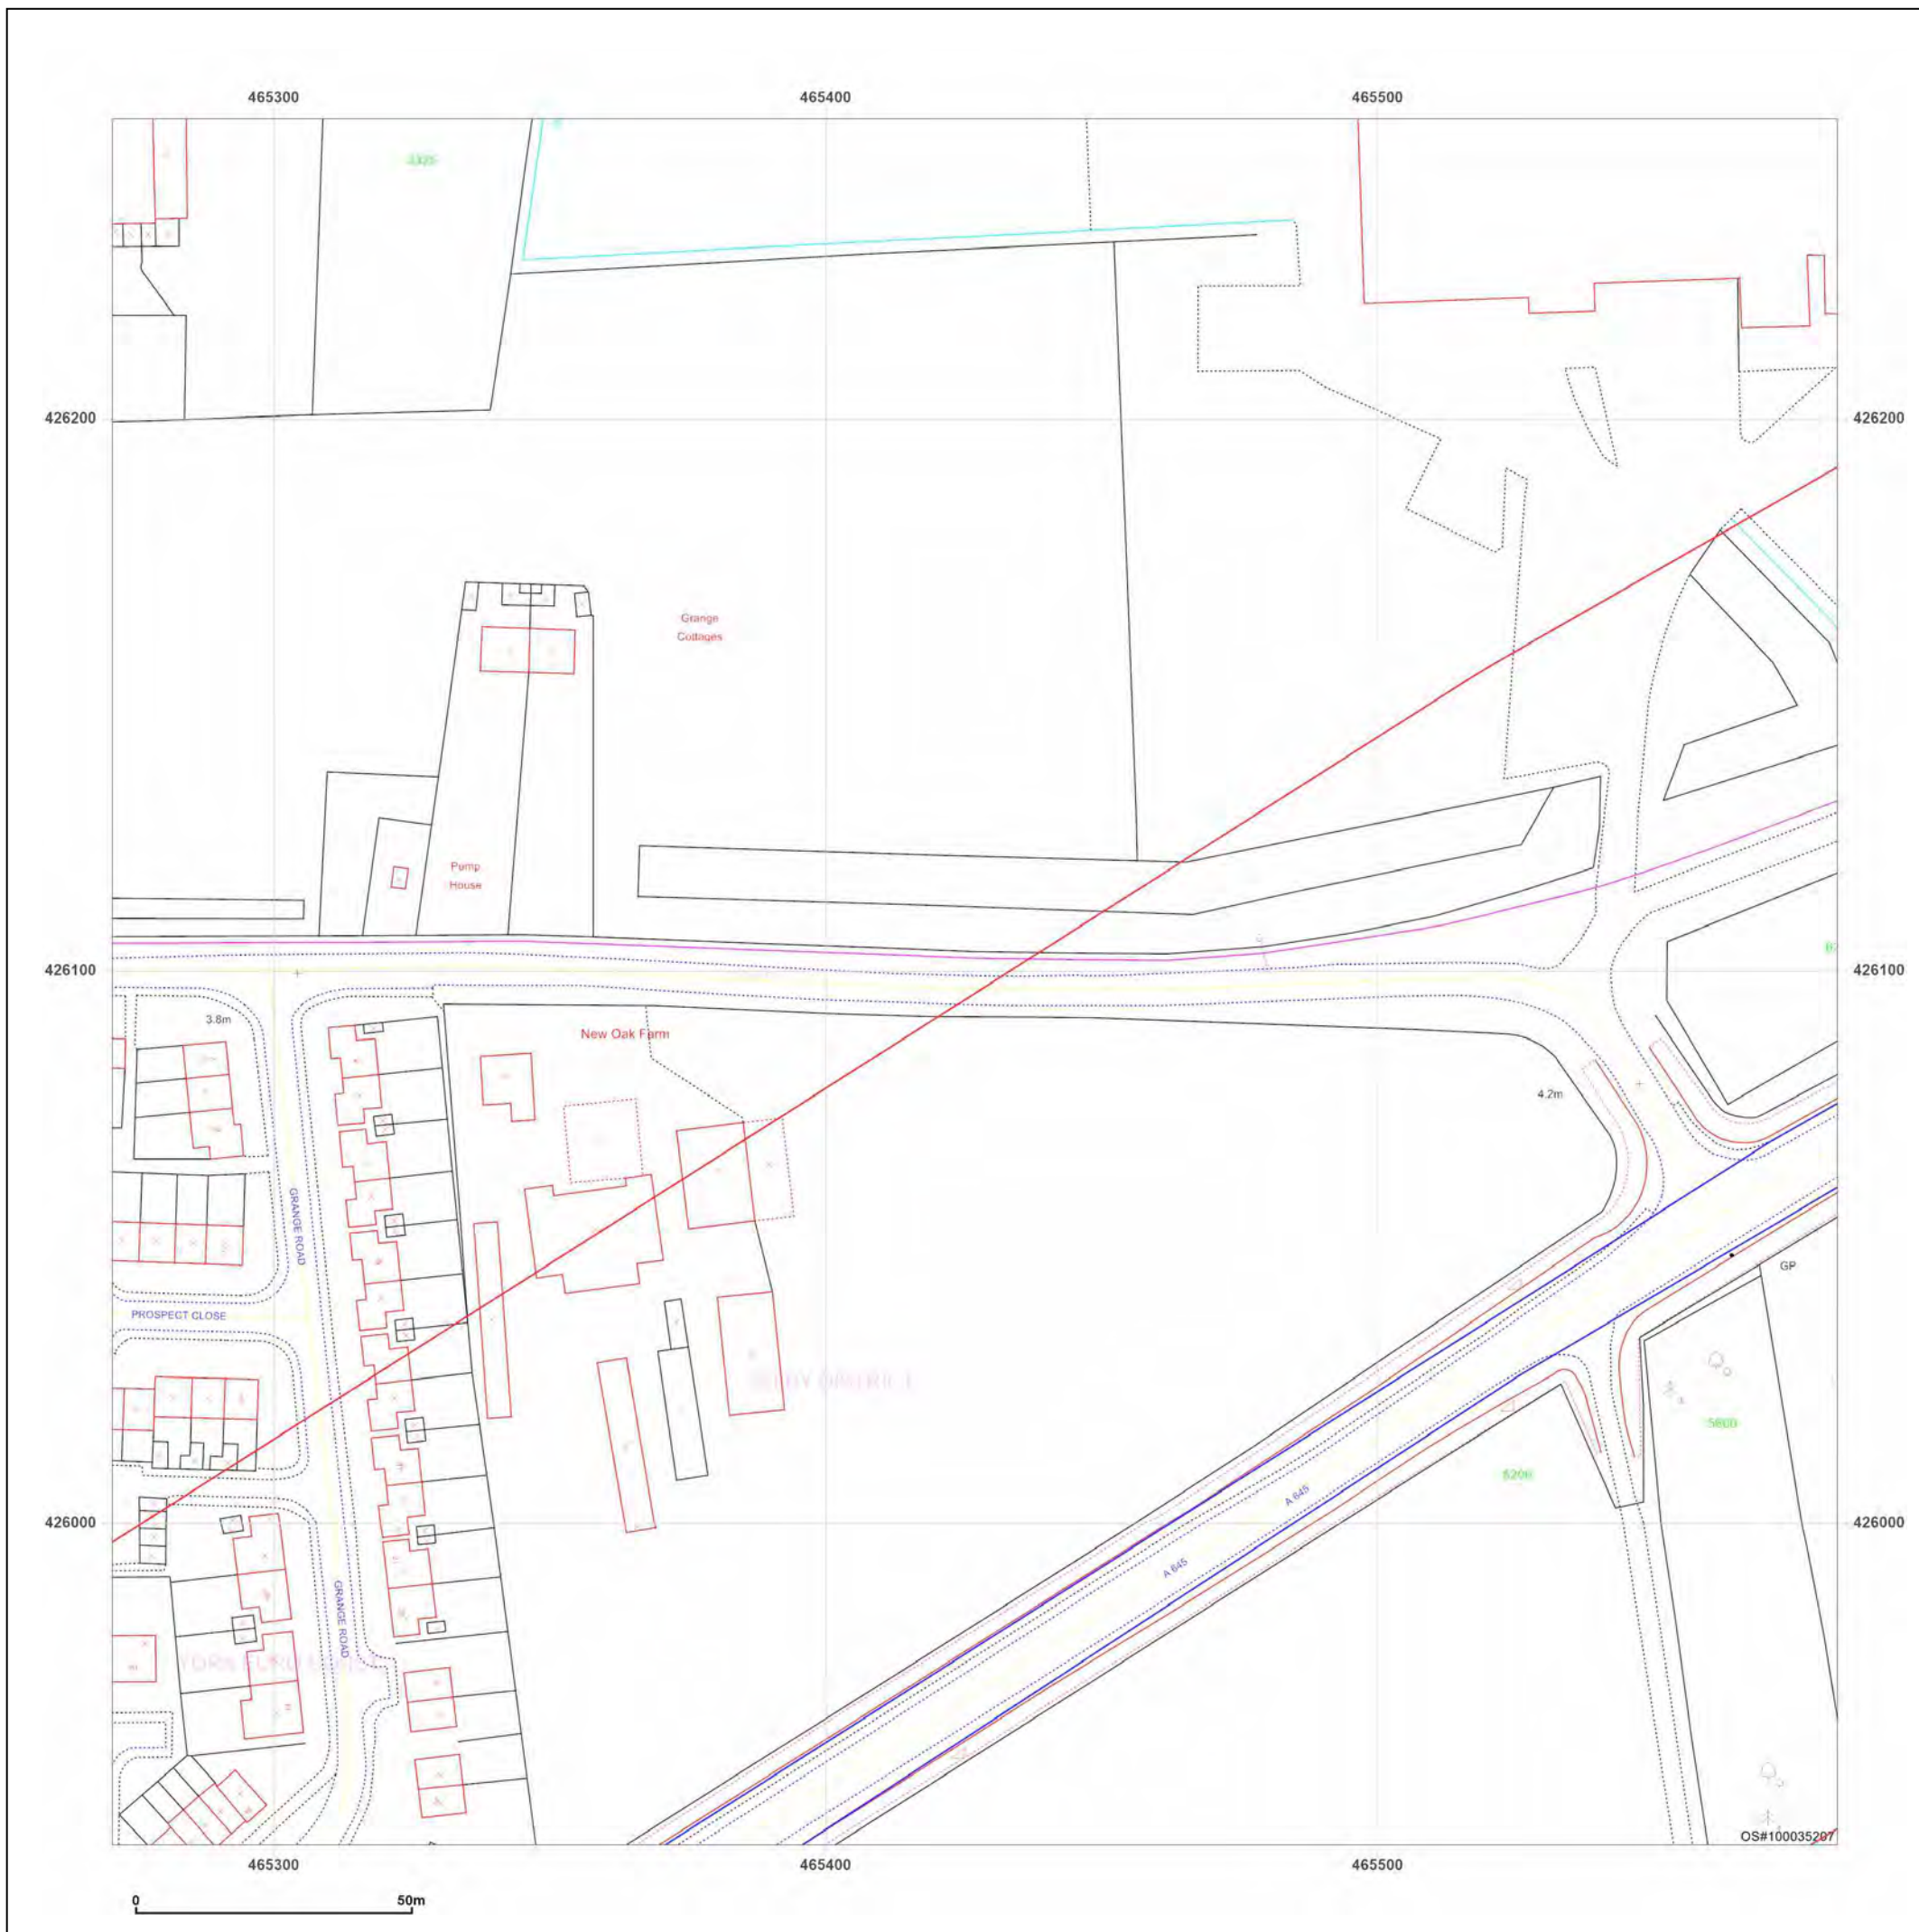 465300 465400 465500
426200 426200
Grange
Cottages
Pump
House
426100 426100
3.8m
New Oak Farm
4.2m
GRANGE ROAD
GP
PROSPECT CLOSE
5800
5200
A 645
426000 426000
A 645
GRANGE ROAD
OS#100035207
465300 465400 465500
0 50m